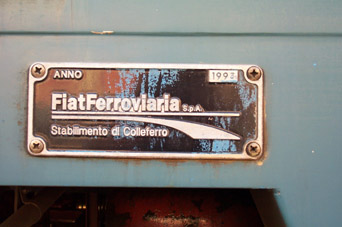 ANNO 1993
FiatFerroviaria S.p.A.
Stabilimento di Colleferro